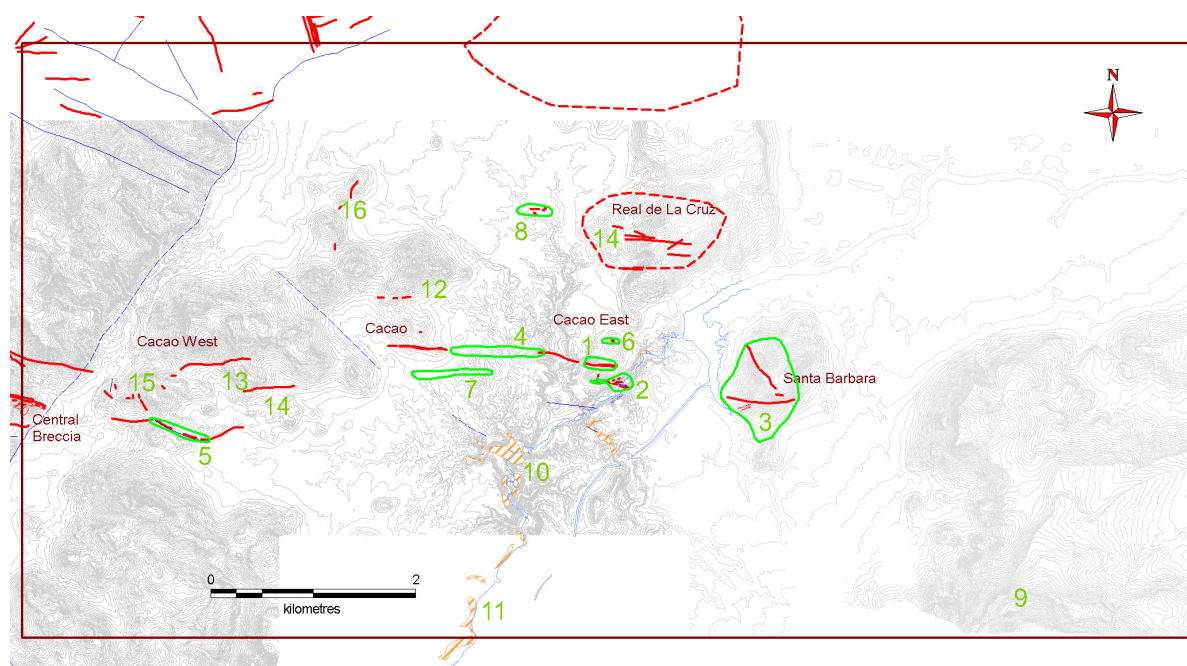 N
16
8
Real de La Cruz
14
12
Cacao East
Cacao
4
1
6
Cacao West
15
13
14
7
2
Santa Barbara
3
Central
Breccia
5
10
0
2
kilometres
11
9